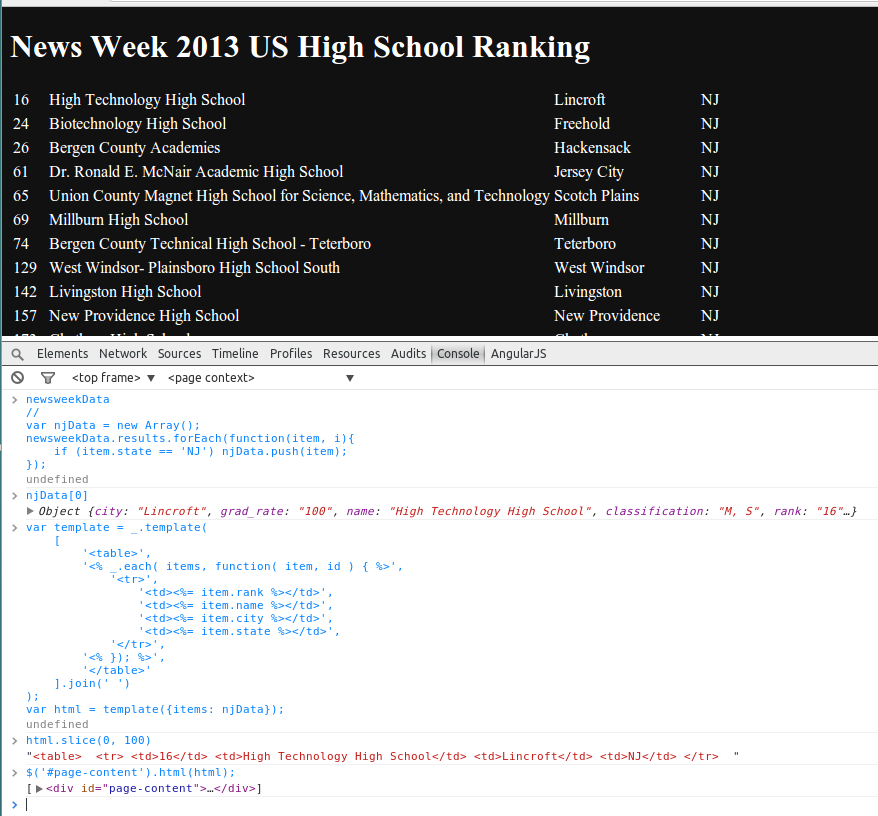 News Week 2013 US High School Ranking
16 High Technology High School Lincroft NJ
24 Biotechnology High School Freehold NJ
26 Bergen County Academies Hackensack NJ
61 Dr. Ronald E. McNair Academic High School Jersey City NJ
65 Union County Magnet High School for Science, Mathematics, and Technology Scotch Plains NJ
69 Millburn High School Millburn NJ
74 Bergen County Technical High School - Teterboro Teterboro NJ
129 West Windsor- Plainsboro High School South West Windsor NJ
142 Livingston High School Livingston NJ
157 New Providence High School New Providence NJ
Elements Network Sources Timeline Profiles Resources Audits Console AngularJS
<top frame> ▼ <page context> ▼
> newsweekData
//
var njData = new Array();
newsweekData.results.forEach(function(item, i){
    if (item.state == 'NJ') njData.push(item);
});
undefined
> njData[0]
▶ Object {city: "Lincroft", grad_rate: "100", name: "High Technology High School", classification: "M, S", rank: "16"…}
> var template = _.template(
    [
        '<table>',
        '<% _.each( items, function( item, id ) { %>',
            '<tr>',
                '<td><%= item.rank %></td>',
                '<td><%= item.name %></td>',
                '<td><%= item.city %></td>',
                '<td><%= item.state %></td>',
            '</tr>',
        '<% }); %>',
        '</table>'
    ].join(' ')
);
var html = template({items: njData});
undefined
> html.slice(0, 100)
"<table>  <tr> <td>16</td> <td>High Technology High School</td> <td>Lincroft</td> <td>NJ</td> </tr>  "
> $('#page-content').html(html);
[▶<div id="page-content">…</div>]
>